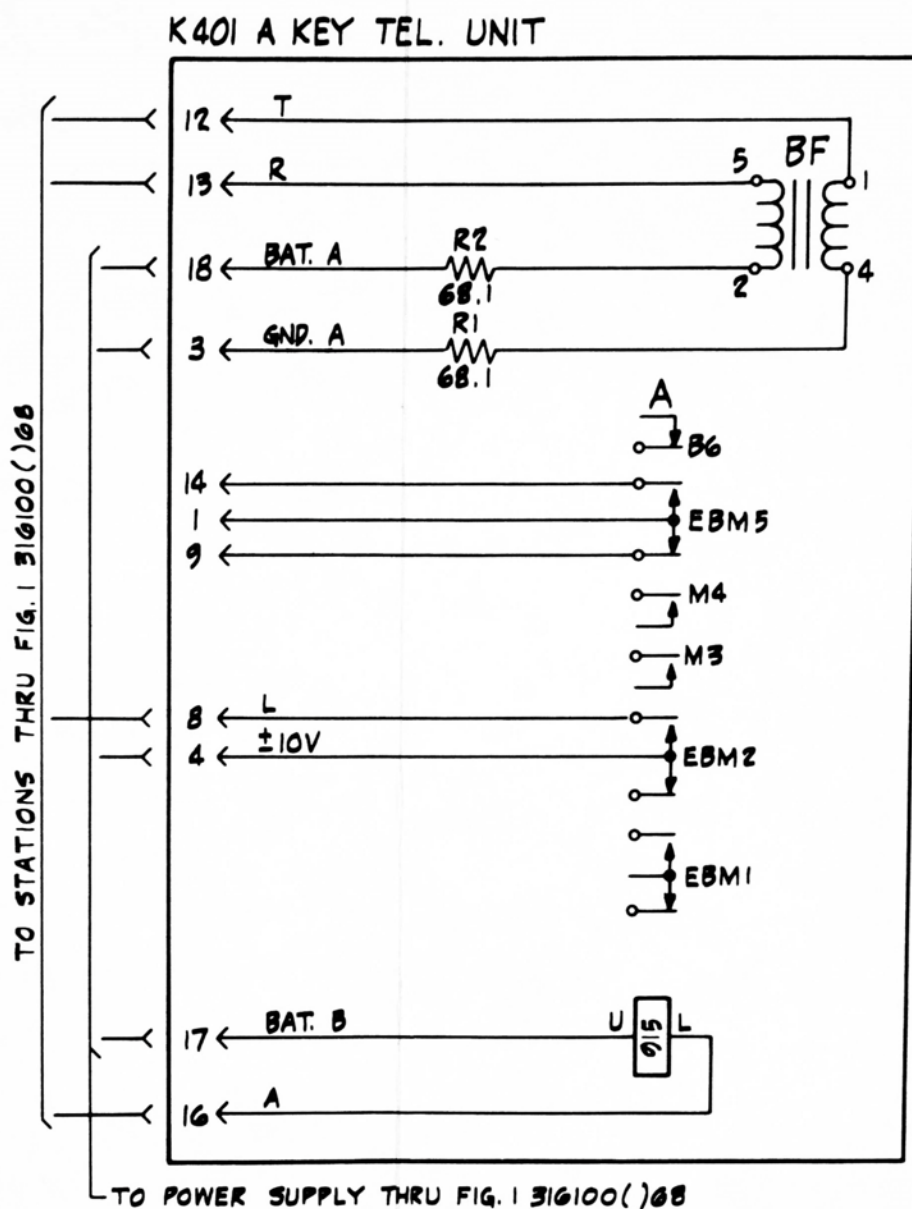 K401 A KEY TEL. UNIT
12 T
13 R
5 BF 1
18 BAT. A R2 68.1 2 4
3 GND. A R1 68.1
A
B6
14
1 EBM5
9
M4
M3
8 L
4 ±10V EBM2
EBM1
17 BAT. B U 915 L
16 A
TO STATIONS THRU FIG. 1 316100( )68
TO POWER SUPPLY THRU FIG. 1 316100( )68